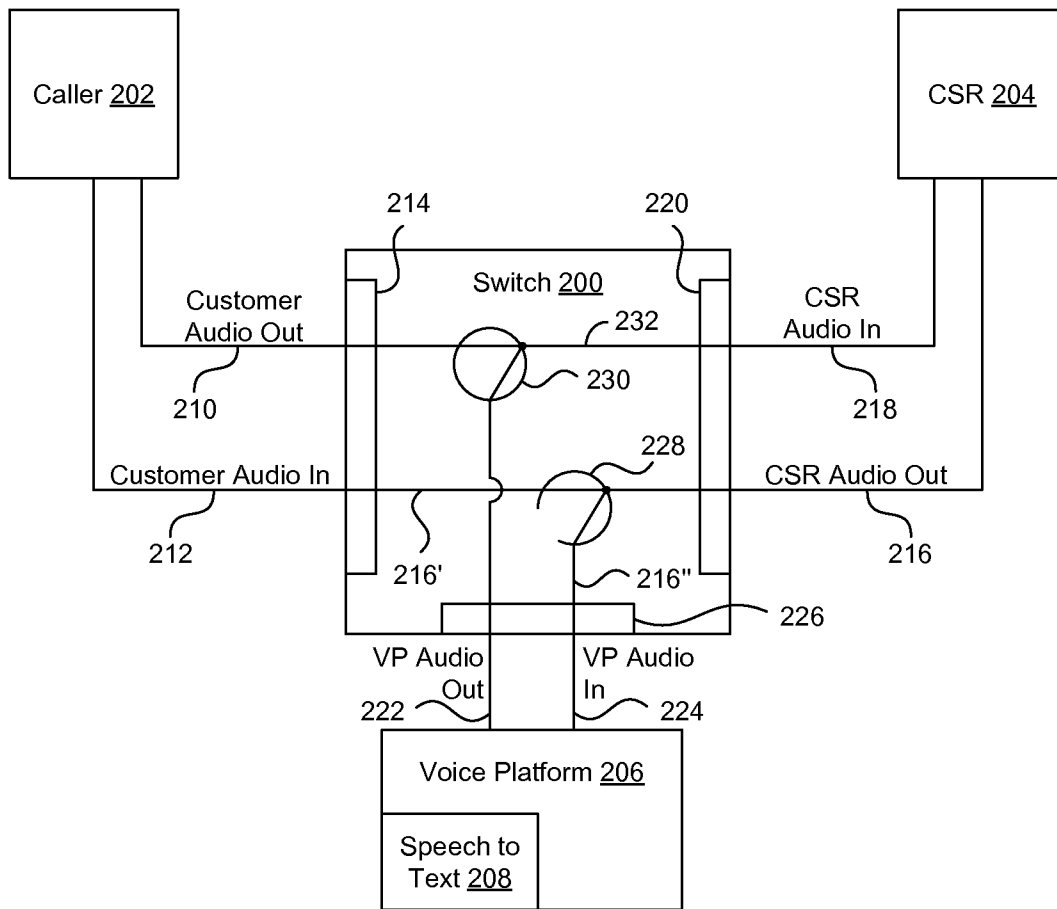 Caller 202
CSR 204
214
220
Switch 200
Customer
Audio Out
CSR
Audio In
232
230
210
218
228
Customer Audio In
CSR Audio Out
212
216
216'
216"
226
VP Audio
Out
VP Audio
In
222
224
Voice Platform 206
Speech to
Text 208